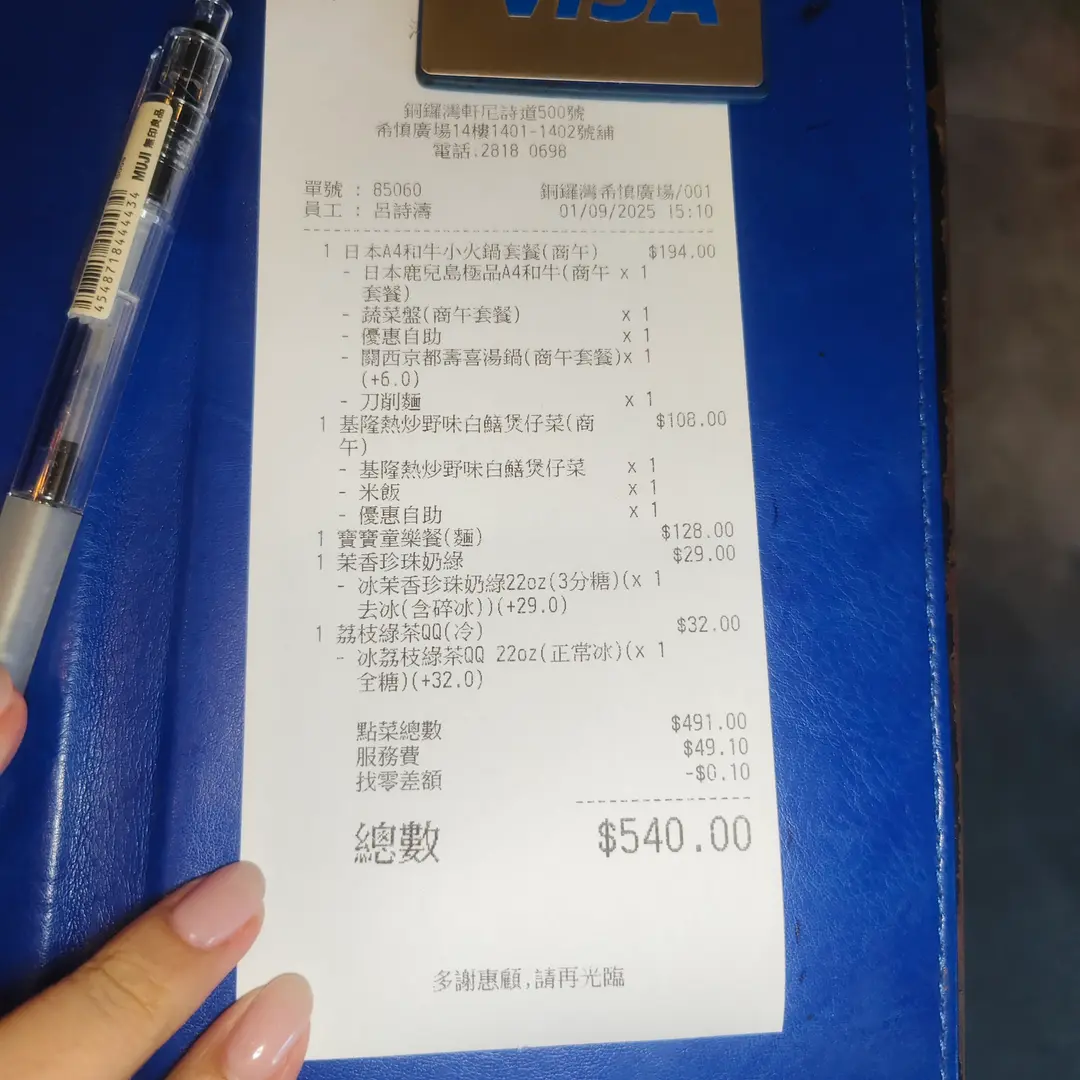 VISA
MUJI 無印良品
4548718444434
銅鑼灣軒尼詩道500號
希慎廣場14樓1401-1402號舖
電話.2818 0698
單號 : 85060 銅鑼灣希慎廣場/001
員工 : 呂詩濤 01/09/2025 15:10
1 日本A4和牛小火鍋套餐(商午) $194.00
- 日本鹿兒島極品A4和牛(商午 x 1
套餐)
- 蔬菜盤(商午套餐) x 1
- 優惠自助 x 1
- 關西京都壽喜湯鍋(商午套餐)x 1
(+6.0)
- 刀削麵 x 1
1 基隆熱炒野味白鱔煲仔菜(商 $108.00
午)
- 基隆熱炒野味白鱔煲仔菜 x 1
- 米飯 x 1
- 優惠自助 x 1
1 寶寶童樂餐(麵) $128.00
1 茉香珍珠奶綠 $29.00
- 冰茉香珍珠奶綠22oz(3分糖)(x 1
去冰(含碎冰))(+29.0)
1 荔枝綠茶QQ(冷) $32.00
- 冰荔枝綠茶QQ 22oz(正常冰)(x 1
全糖)(+32.0)
點菜總數 $491.00
服務費 $49.10
找零差額 -$0.10
總數 $540.00
多謝惠顧,請再光臨